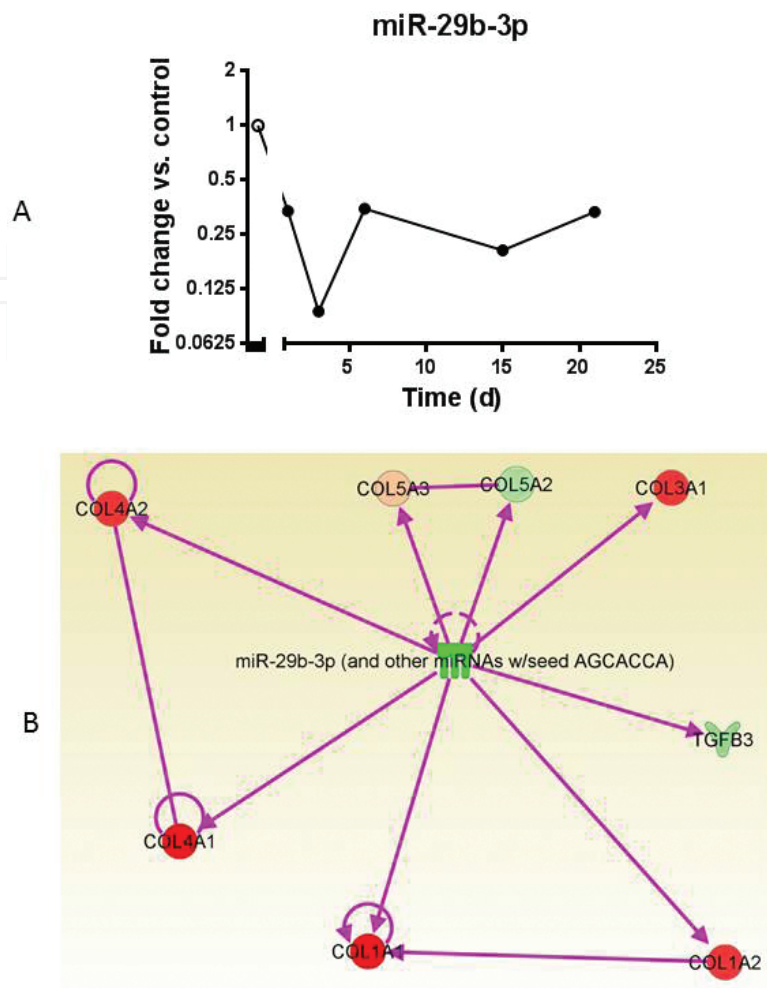 miR-29b-3p
A
Fold change vs. control
2
1
0.5
0.25
0.125
0.0625
5 10 15 20 25
Time (d)
B
COL4A2
COL5A3
COL5A2
COL3A1
miR-29b-3p (and other miRNAs w/seed AGCACCA)
TGFB3
COL4A1
COL1A1
COL1A2